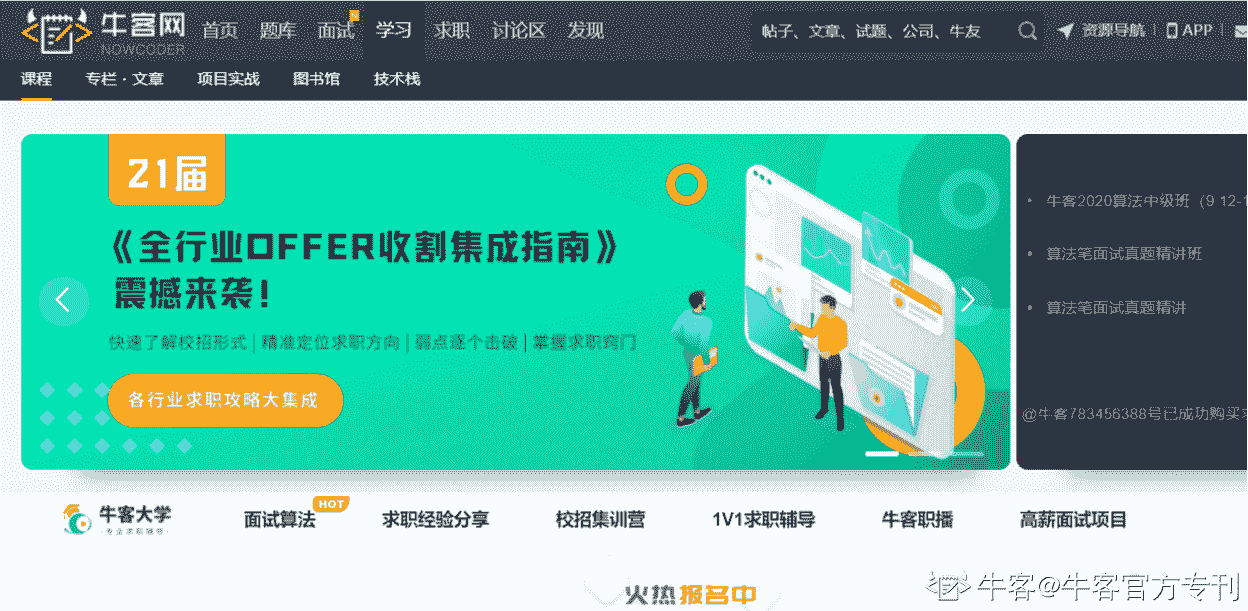 牛客网
NOWCODER
首页 题库 面试 N 学习 求职 讨论区 发现
帖子、文章、试题、公司、牛友
资源导航 | APP |
课程 专栏·文章 项目实战 图书馆 技术栈
21届
《全行业OFFER收割集成指南》
震撼来袭！
快速了解校招形式 | 精准定位求职方向 | 弱点逐个击破 | 掌握求职窍门
各行业求职攻略大集成
• 牛客2020算法中级班（9 12-1
• 算法笔面试真题精讲班
• 算法笔面试真题精讲
@牛客783456388号已成功购买求
牛客大学
·专业求职辅导·
面试算法 HOT 求职经验分享 校招集训营 1V1求职辅导 牛客职播 高薪面试项目
火热报名中
牛客@牛客官方专刊